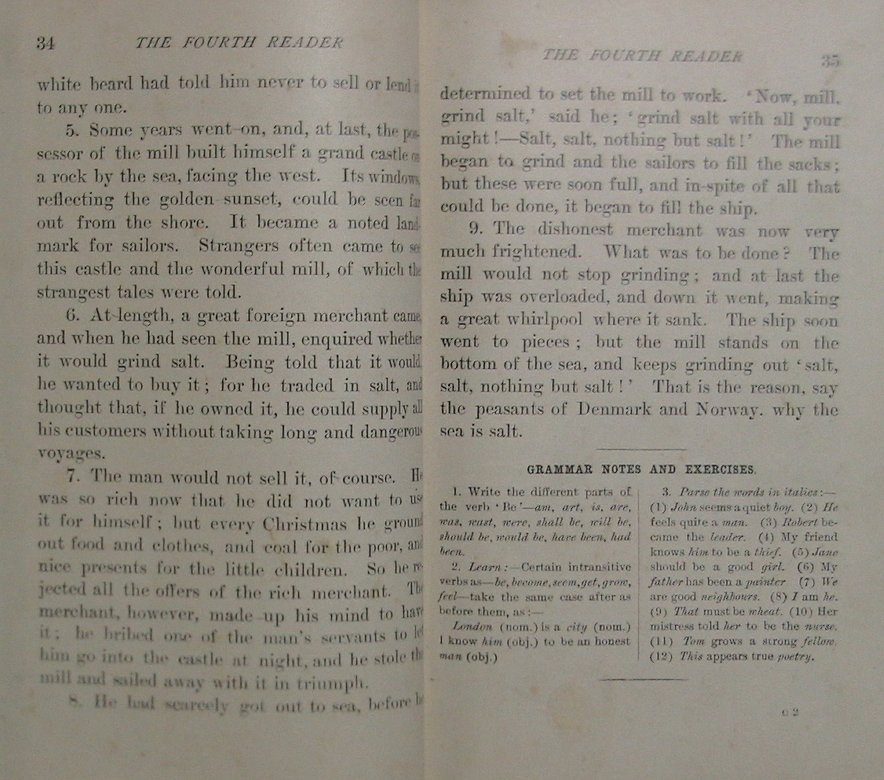 34 THE FOURTH READER
white beard had told him never to sell or lend it
to any one.
5. Some years went on, and, at last, the pos-
sessor of the mill built himself a grand castle on
a rock by the sea, facing the west. Its windows,
reflecting the golden sunset, could be seen far
out from the shore. It became a noted land-
mark for sailors. Strangers often came to see
this castle and the wonderful mill, of which the
strangest tales were told.
6. At length, a great foreign merchant came,
and when he had seen the mill, enquired whether
it would grind salt. Being told that it would,
he wanted to buy it; for he traded in salt, and
thought that, if he owned it, he could supply all
his customers without taking long and dangerous
voyages.
7. The man would not sell it, of course. He
was so rich now that he did not want to use
it for himself; but every Christmas he ground
out food and clothes, and coal for the poor, and
nice presents for the little children. So he re-
jected all the offers of the rich merchant. The
merchant, however, made up his mind to have
it; he bribed one of the man's servants to let
him go into the castle at night, and he stole the
mill and sailed away with it in triumph.
8. He had scarcely got out to sea, before he
THE FOURTH READER 35
determined to set the mill to work. 'Now, mill,
grind salt,' said he; 'grind salt with all your
might!—Salt, salt, nothing but salt!' The mill
began to grind and the sailors to fill the sacks;
but these were soon full, and in spite of all that
could be done, it began to fill the ship.
9. The dishonest merchant was now very
much frightened. What was to be done? The
mill would not stop grinding; and at last the
ship was overloaded, and down it went, making
a great whirlpool where it sank. The ship soon
went to pieces; but the mill stands on the
bottom of the sea, and keeps grinding out 'salt,
salt, nothing but salt!' That is the reason, say
the peasants of Denmark and Norway. why the
sea is salt.
GRAMMAR NOTES AND EXERCISES.
1. Write the different parts of
the verb 'Be'—am, art, is, are,
was, wast, were, shall be, will be,
should be, would be, have been, had
been.
2. Learn:—Certain intransitive
verbs as—be, become, seem, get, grow,
feel—take the same case after as
before them, as:—
London (nom.) is a city (nom.)
I know him (obj.) to be an honest
man (obj.)
3. Parse the words in italics:—
(1) John seems a quiet boy. (2) He
feels quite a man. (3) Robert be-
came the leader. (4) My friend
knows him to be a thief. (5) Jane
should be a good girl. (6) My
father has been a painter (7) We
are good neighbours. (8) I am he.
(9) That must be wheat. (10) Her
mistress told her to be the nurse.
(11) Tom grows a strong fellow.
(12) This appears true poetry.
C 2